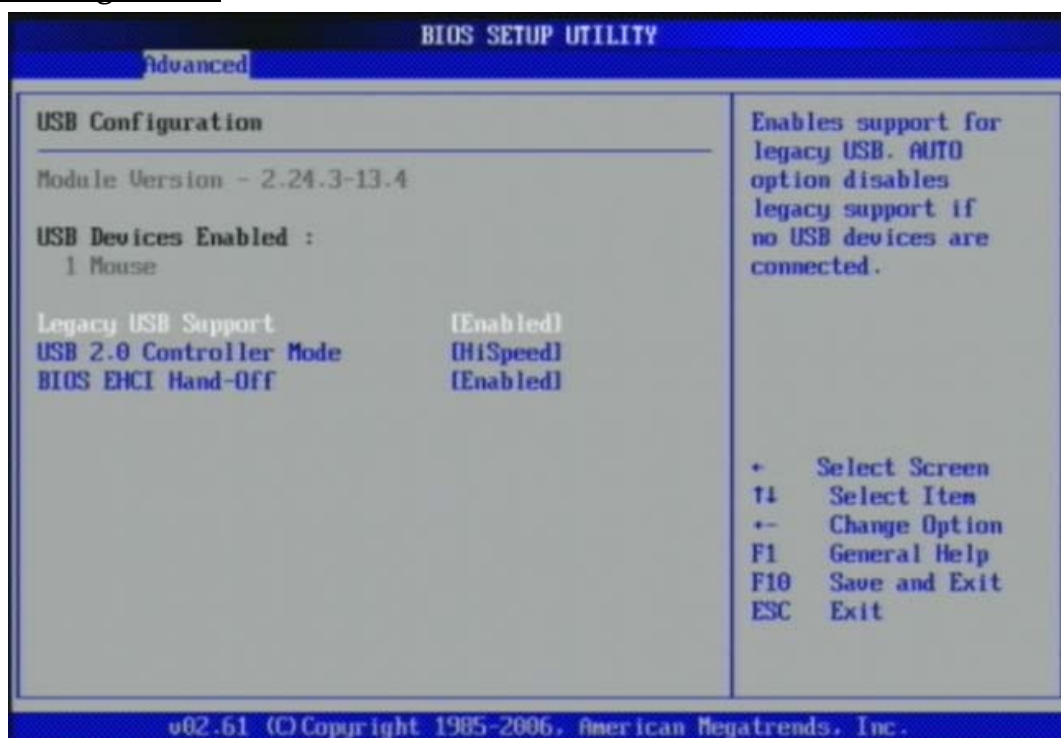 BIOS SETUP UTILITY
Advanced
USB Configuration
Module Version - 2.24.3-13.4
USB Devices Enabled :
1 Mouse
Legacy USB Support [Enabled]
USB 2.0 Controller Mode [HiSpeed]
BIOS EHCI Hand-Off [Enabled]
Enables support for
legacy USB. AUTO
option disables
legacy support if
no USB devices are
connected.
← Select Screen
↑↓ Select Item
+- Change Option
F1 General Help
F10 Save and Exit
ESC Exit
v02.61 (C)Copyright 1985-2006, American Megatrends, Inc.